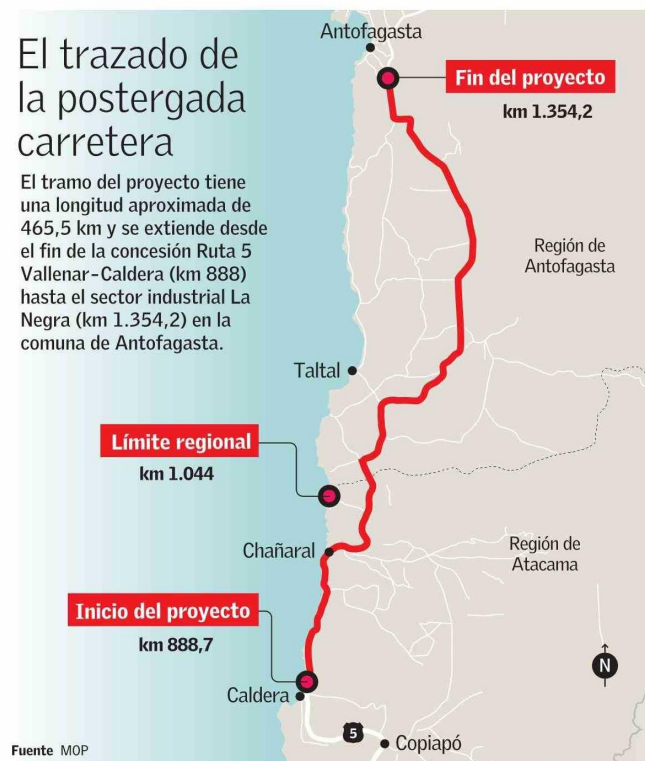 El trazado de
la postergada
carretera
El tramo del proyecto tiene
una longitud aproximada de
465,5 km y se extiende desde
el fin de la concesión Ruta 5
Vallenar-Caldera (km 888)
hasta el sector industrial La
Negra (km 1.354,2) en la
comuna de Antofagasta.
Antofagasta
Fin del proyecto
km 1.354,2
Región de
Antofagasta
Taltal
Límite regional
km 1.044
Chañaral
Región de
Atacama
Inicio del proyecto
km 888,7
N
Caldera
5
Copiapó
Fuente MOP